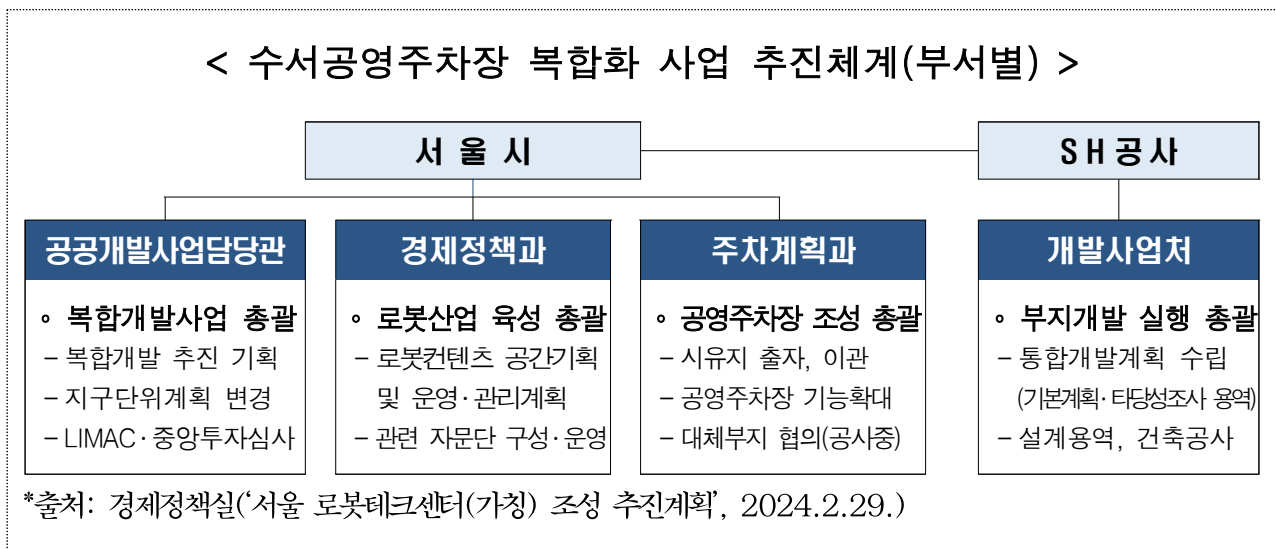 < 수서공영주차장 복합화 사업 추진체계(부서별) >
서 울 시
SH공사
공공개발사업담당관
◦ 복합개발사업 총괄
– 복합개발 추진 기획
– 지구단위계획 변경
– LIMAC·중앙투자심사
경제정책과
◦ 로봇산업 육성 총괄
– 로봇컨텐츠 공간기획
및 운영·관리계획
– 관련 자문단 구성·운영
주차계획과
◦ 공영주차장 조성 총괄
– 시유지 출자, 이관
– 공영주차장 기능확대
– 대체부지 협의(공사중)
개발사업처
◦ 부지개발 실행 총괄
– 통합개발계획 수립
(기본계획·타당성조사 용역)
– 설계용역, 건축공사
*출처: 경제정책실(‘서울 로봇테크센터(가칭) 조성 추진계획’, 2024.2.29.)